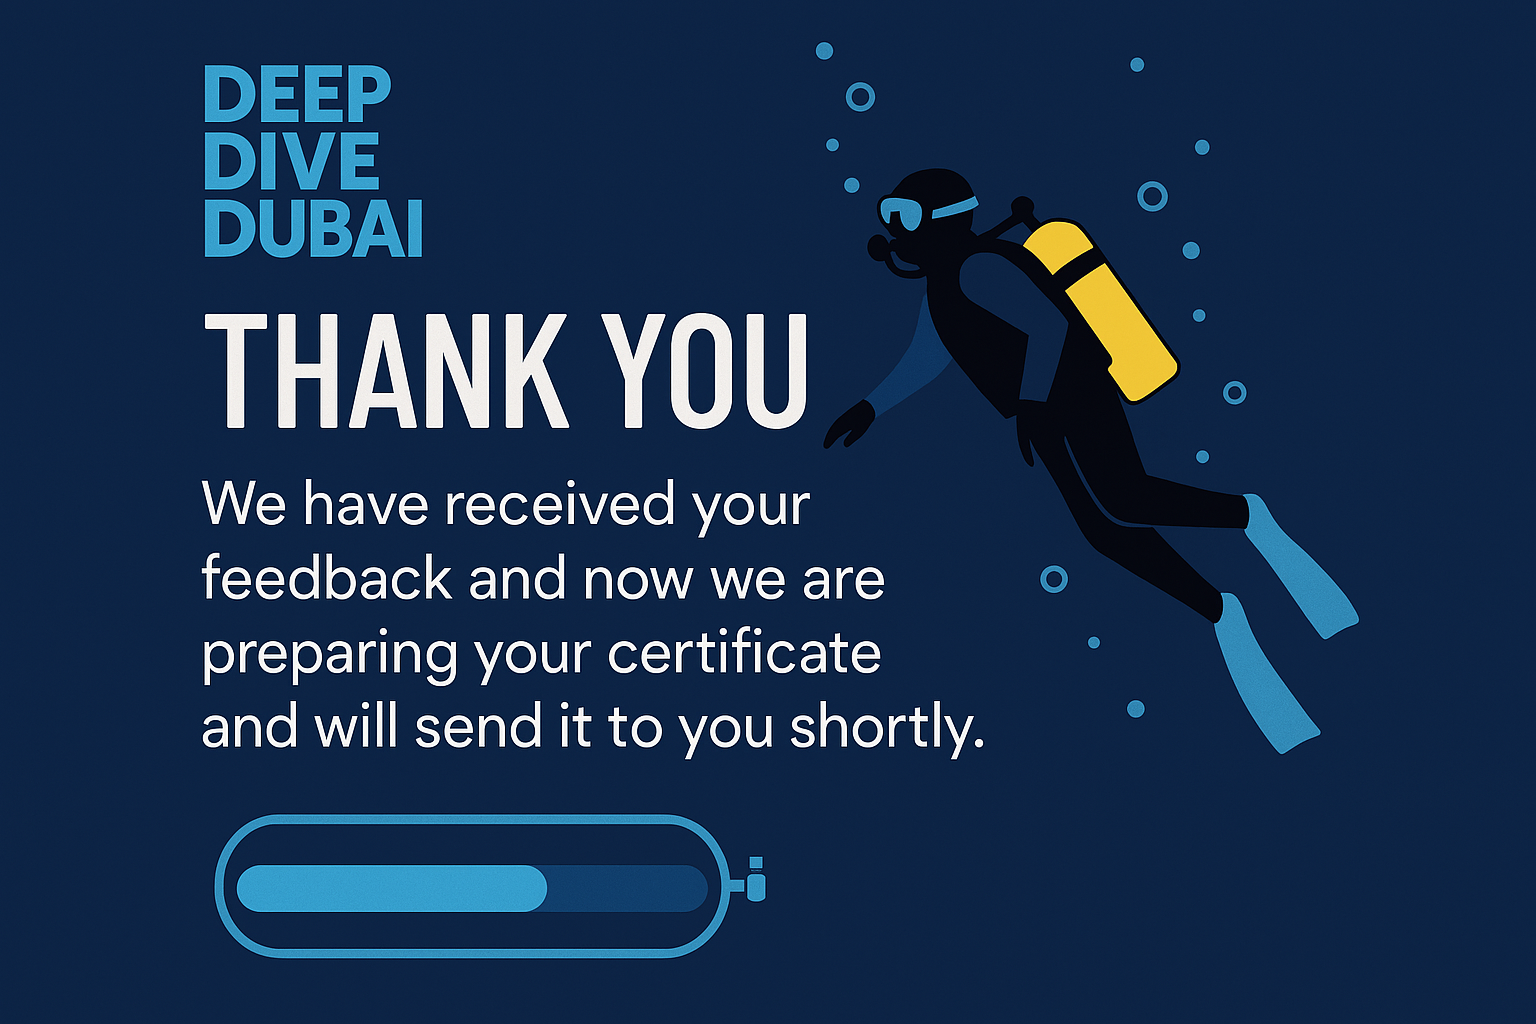 DEEP
DIVE
DUBAI
THANK YOU
We have received your
feedback and now we are
preparing your certificate
and will send it to you shortly.